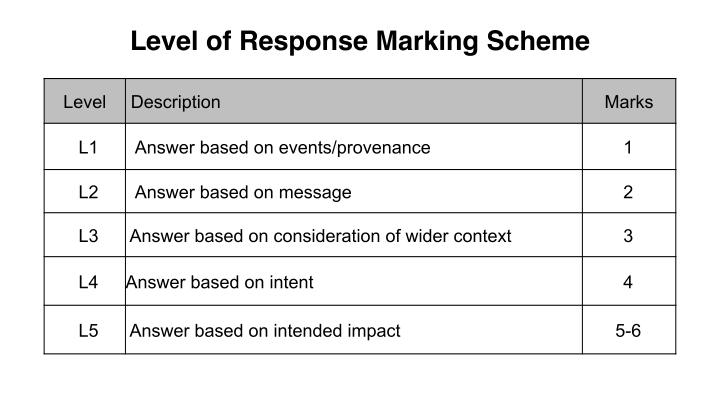 Level of Response Marking Scheme
Level Description Marks
L1 Answer based on events/provenance 1
L2 Answer based on message 2
L3 Answer based on consideration of wider context 3
L4 Answer based on intent 4
L5 Answer based on intended impact 5-6